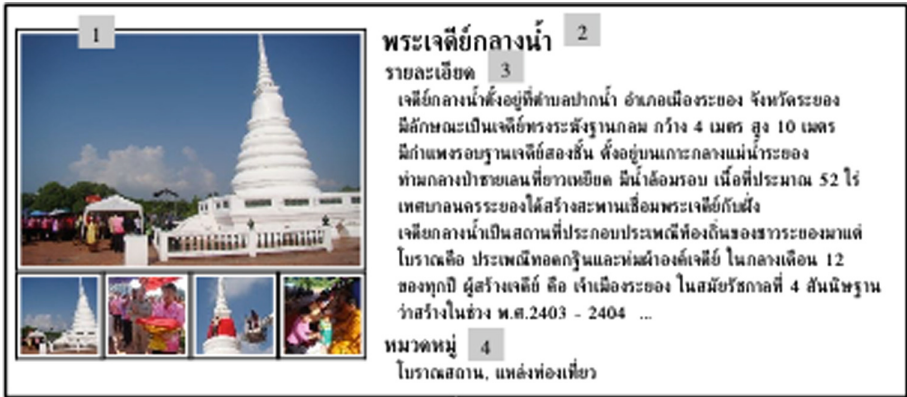 1
พระเจดีย์กลางน้ำ 2
รายละเอียด 3
เจดีย์กลางน้ำตั้งอยู่ที่ตำบลปากน้ำ อำเภอเมืองระยอง จังหวัดระยอง
มีลักษณะเป็นเจดีย์ทรงระฆังฐานกลม กว้าง 4 เมตร สูง 10 เมตร
มีกำแพงรอบฐานเจดีย์สองชั้น ตั้งอยู่บนเกาะกลางแม่น้ำระยอง
ท่ามกลางป่าชายเลนที่ยาวเหยียด มีน้ำล้อมรอบ เนื้อที่ประมาณ 52 ไร่
เทศบาลนครระยองได้สร้างสะพานเชื่อมพระเจดีย์กับฝั่ง
เจดียกลางน้ำเป็นสถานที่ประกอบประเพณีท้องถิ่นของชาวระยองมาแต่
โบราณคือ ประเพณีทอดกฐินและห่มผ้าองค์เจดีย์ ในกลางเดือน 12
ของทุกปี ผู้สร้างเจดีย์ คือ เจ้าเมืองระยอง ในสมัยรัชกาลที่ 4 สันนิษฐาน
ว่าสร้างในช่วง พ.ศ.2403 - 2404 ...
หมวดหมู่ 4
โบราณสถาน, แหล่งท่องเที่ยว